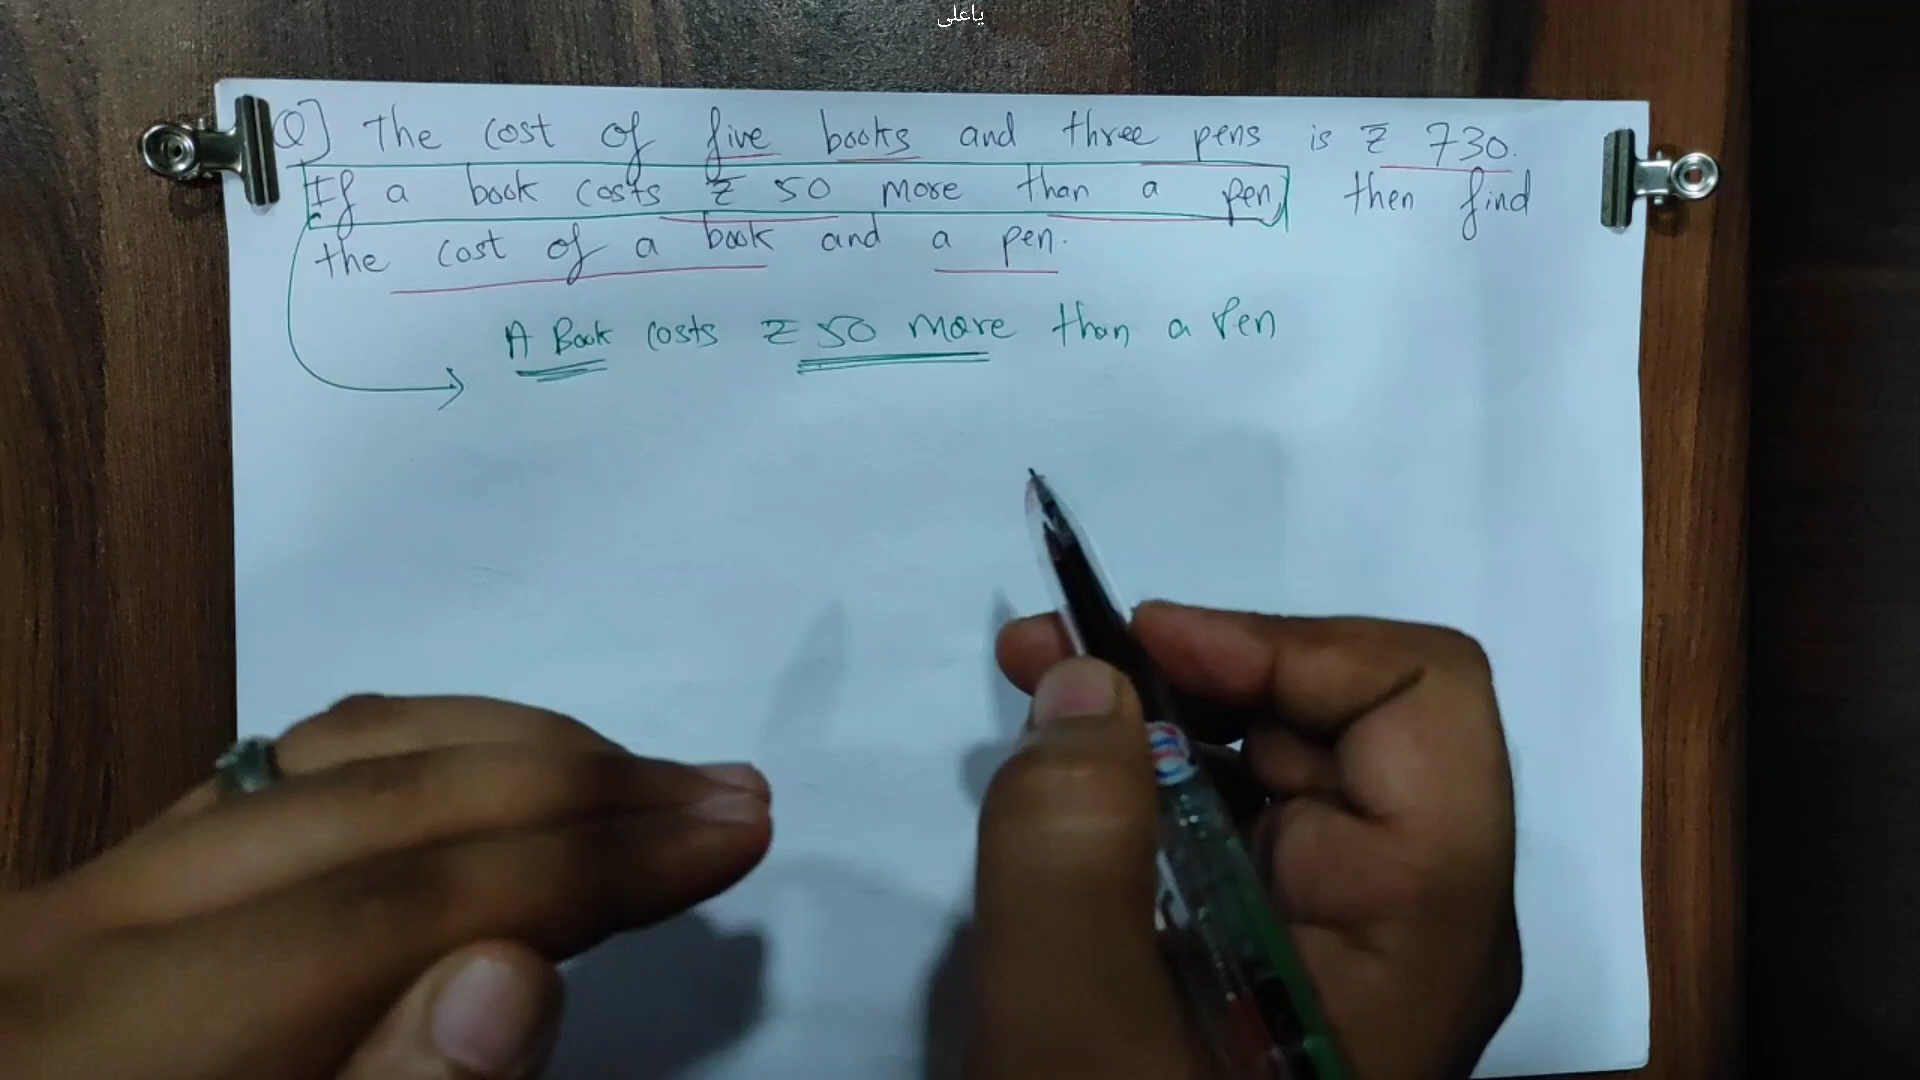 یاعلی
Q] The cost of five books and three pens is ₹ 730.
If a book costs ₹ 50 more than a pen, then find
the cost of a book and a pen.
A Book costs ₹ 50 more than a Pen